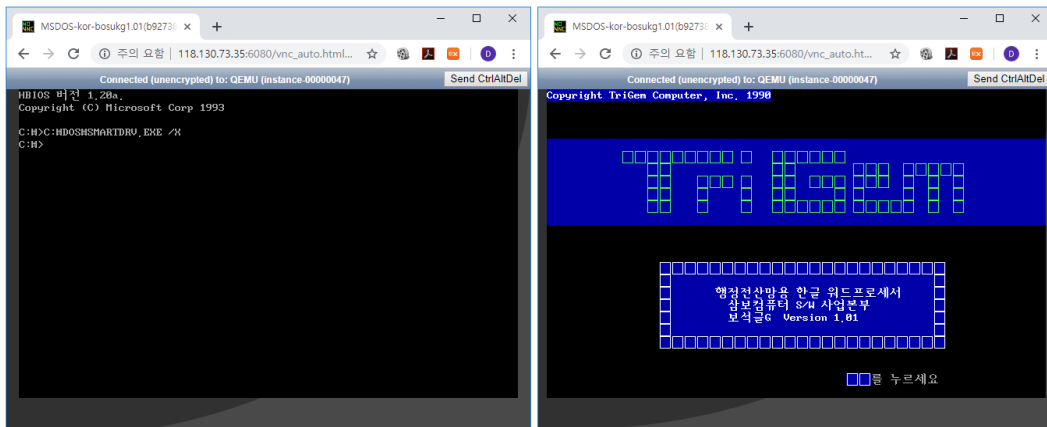 MSDOS-kor-bosukg1.01(b92738
주의 요함 | 118.130.73.35:6080/vnc_auto.html...
Connected (unencrypted) to: QEMU (instance-00000047)
Send CtrlAltDel
HBIOS 버전 1.20a.
Copyright (C) Microsoft Corp 1993
C:₩>C:₩DOS₩SMARTDRV.EXE /X
C:₩>
MSDOS-kor-bosukg1.01(b92738
주의 요함 | 118.130.73.35:6080/vnc_auto.ht...
Connected (unencrypted) to: QEMU (instance-00000047)
Send CtrlAltDel
Copyright TriGem Computer, Inc. 1990
TriGem
행정전산망용 한글 워드프로세서
삼보컴퓨터 S/W 사업본부
보석글G Version 1.01
를 누르세요